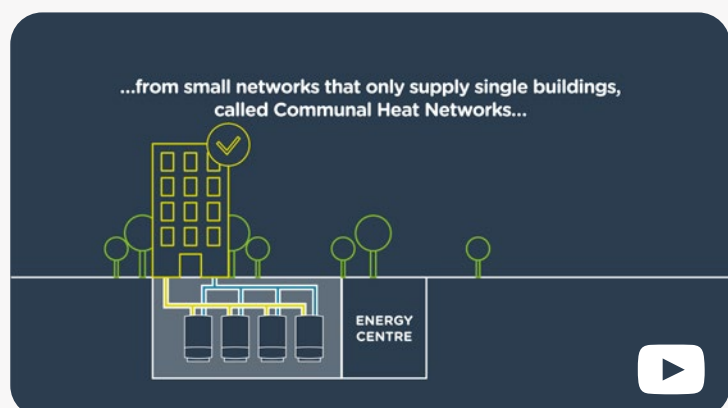 ...from small networks that only supply single buildings,
called Communal Heat Networks...
ENERGY
CENTRE